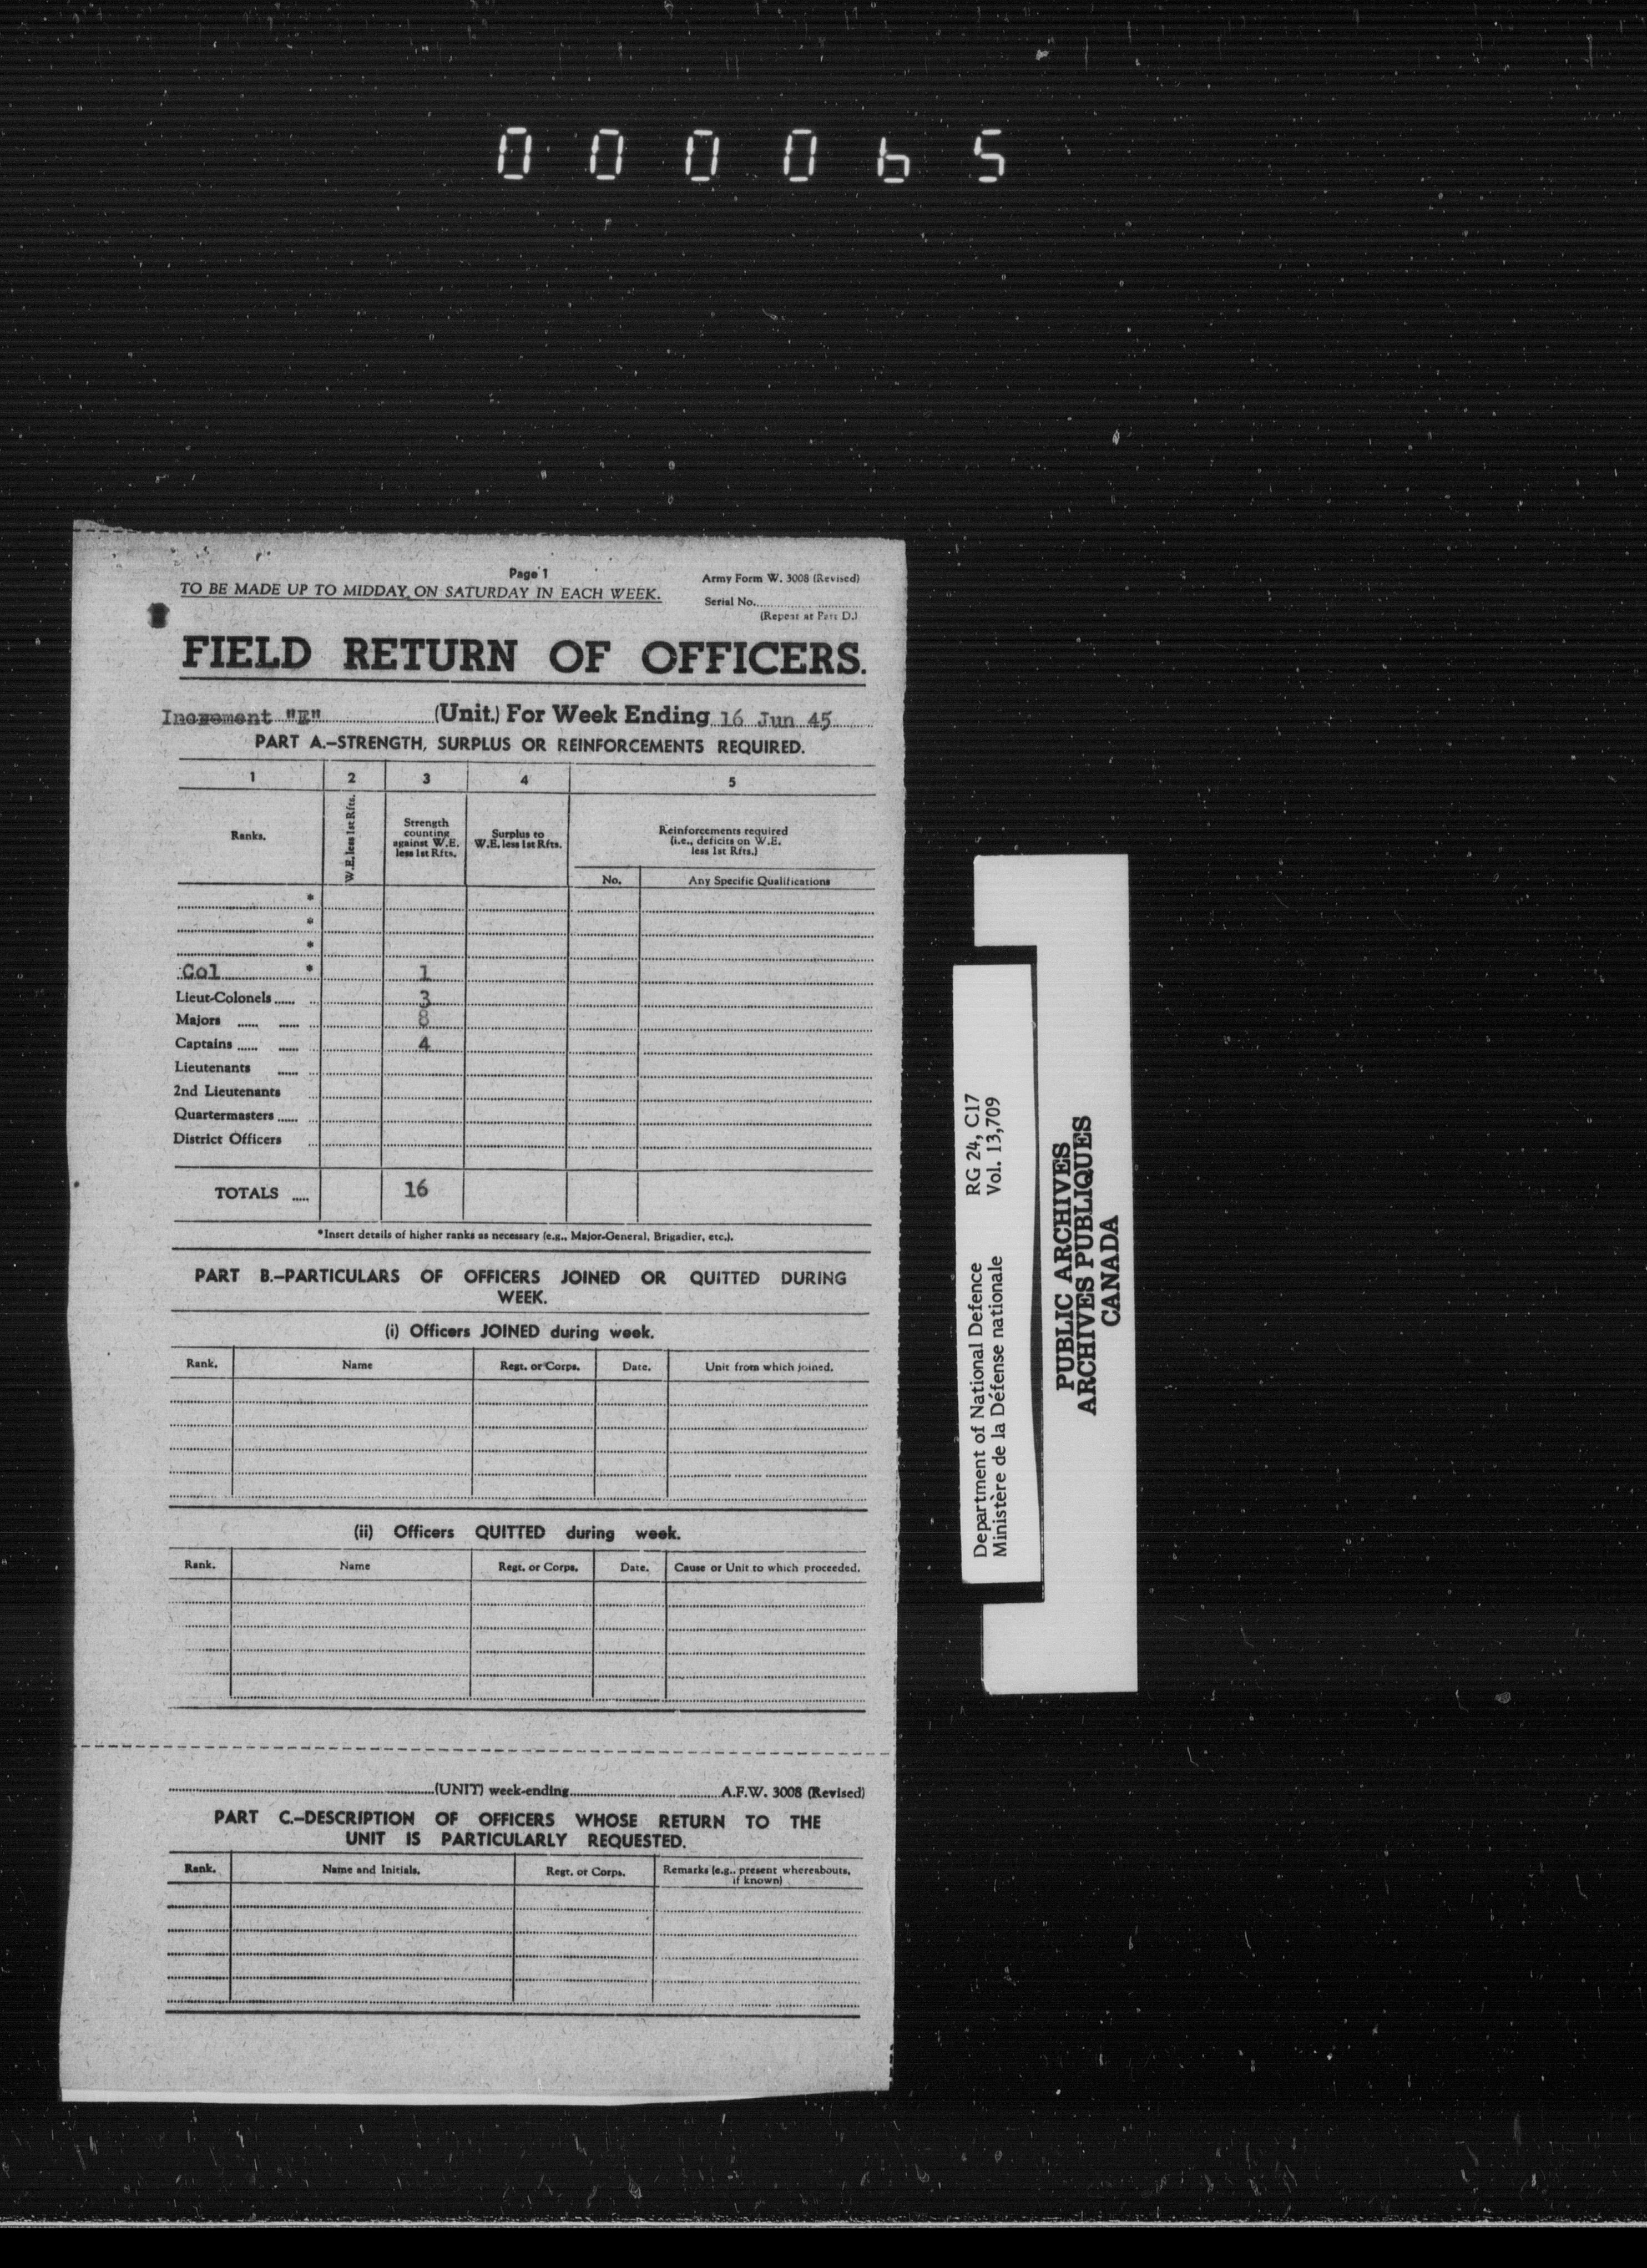 000065
Page 1
TO BE MADE UP TO MIDDAY ON SATURDAY IN EACH WEEK.
Army Form W. 3008 (Revised)
Serial No.
(Repeat at Part D.)
FIELD RETURN OF OFFICERS.
Increment "E" (Unit.) For Week Ending 16 Jun 45
PART A.—STRENGTH, SURPLUS OR REINFORCEMENTS REQUIRED.
1 2 3 4 5
Ranks.
W.E. less 1st Rfts.
Strength
counting
against W.E.
less 1st Rfts.
Surplus to
W.E. less 1st Rfts.
Reinforcements required
(i.e., deficits on W.E.
less 1st Rfts.)
No. Any Specific Qualifications
*
*
*
Col * 1
Lieut-Colonels 3
Majors 8
Captains 4
Lieutenants
2nd Lieutenants
Quartermasters
District Officers
TOTALS 16
*Insert details of higher ranks as necessary (e.g., Major-General, Brigadier, etc.).
PART B.—PARTICULARS OF OFFICERS JOINED OR QUITTED DURING
WEEK.
(i) Officers JOINED during week.
Rank. Name Regt. or Corps. Date. Unit from which joined.
(ii) Officers QUITTED during week.
Rank. Name Regt. or Corps. Date. Cause or Unit to which proceeded.
(UNIT) week-ending A.F.W. 3008 (Revised)
PART C.—DESCRIPTION OF OFFICERS WHOSE RETURN TO THE
UNIT IS PARTICULARLY REQUESTED.
Rank. Name and Initials. Regt. or Corps. Remarks (e.g., present whereabouts,
if known)
Department of National Defence RG 24, C17
Ministère de la Défense nationale Vol. 13,709
PUBLIC ARCHIVES
ARCHIVES PUBLIQUES
CANADA